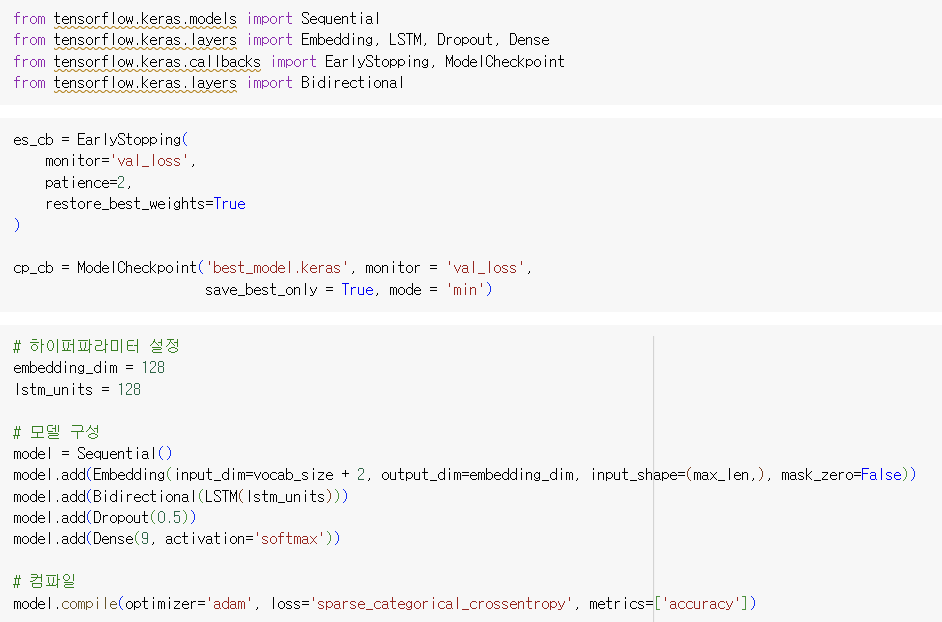 from tensorflow.keras.models import Sequential
from tensorflow.keras.layers import Embedding, LSTM, Dropout, Dense
from tensorflow.keras.callbacks import EarlyStopping, ModelCheckpoint
from tensorflow.keras.layers import Bidirectional
es_cb = EarlyStopping(
    monitor='val_loss',
    patience=2,
    restore_best_weights=True
)
cp_cb = ModelCheckpoint('best_model.keras', monitor = 'val_loss',
                        save_best_only = True, mode = 'min')
# 하이퍼파라미터 설정
embedding_dim = 128
lstm_units = 128
# 모델 구성
model = Sequential()
model.add(Embedding(input_dim=vocab_size + 2, output_dim=embedding_dim, input_shape=(max_len,), mask_zero=False))
model.add(Bidirectional(LSTM(lstm_units)))
model.add(Dropout(0.5))
model.add(Dense(9, activation='softmax'))
# 컴파일
model.compile(optimizer='adam', loss='sparse_categorical_crossentropy', metrics=['accuracy'])